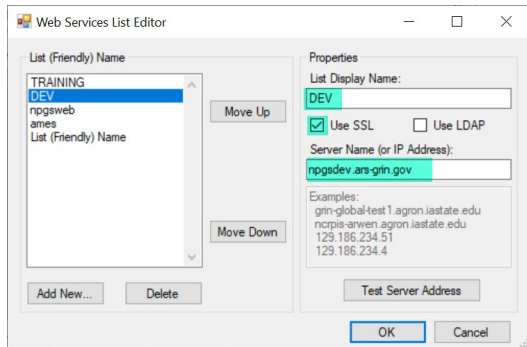 Web Services List Editor
List (Friendly) Name
TRAINING
DEV
npgsweb
ames
List (Friendly) Name
Move Up
Move Down
Add New...
Delete
Properties
List Display Name:
DEV
Use SSL
Use LDAP
Server Name (or IP Address):
npgsdev.ars-grin.gov
Examples:
grin-global-test1.agron.iastate.edu
ncrpis-arwen.agron.iastate.edu
129.186.234.51
129.186.234.4
Test Server Address
OK
Cancel